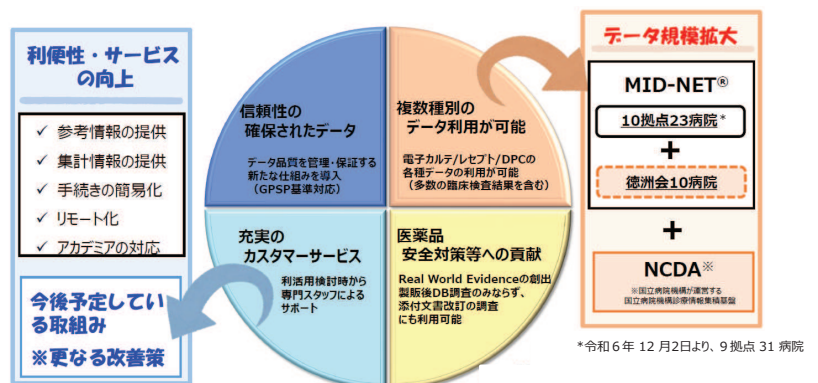 利便性・サービス
の向上
✓ 参考情報の提供
✓ 集計情報の提供
✓ 手続きの簡易化
✓ リモート化
✓ アカデミアの対応
今後予定してい
る取組み
※更なる改善策
信頼性の
確保されたデータ
データ品質を管理・保証する
新たな仕組みを導入
（GPSP基準対応）
複数種別の
データ利用が可能
電子カルテ/レセプト/DPCの
各種データの利用が可能
（多数の臨床検査結果を含む）
充実の
カスタマーサービス
利活用検討時から
専門スタッフによる
サポート
医薬品
安全対策等への貢献
Real World Evidenceの創出
製販後DB調査のみならず、
添付文書改訂の調査
にも利用可能
データ規模拡大
MID-NET®
10拠点23病院*
+
徳洲会10病院
+
NCDA※
※国立病院機構が運営する
国立病院機構診療情報集積基盤
*令和６年 12 月2日より、９拠点 31 病院